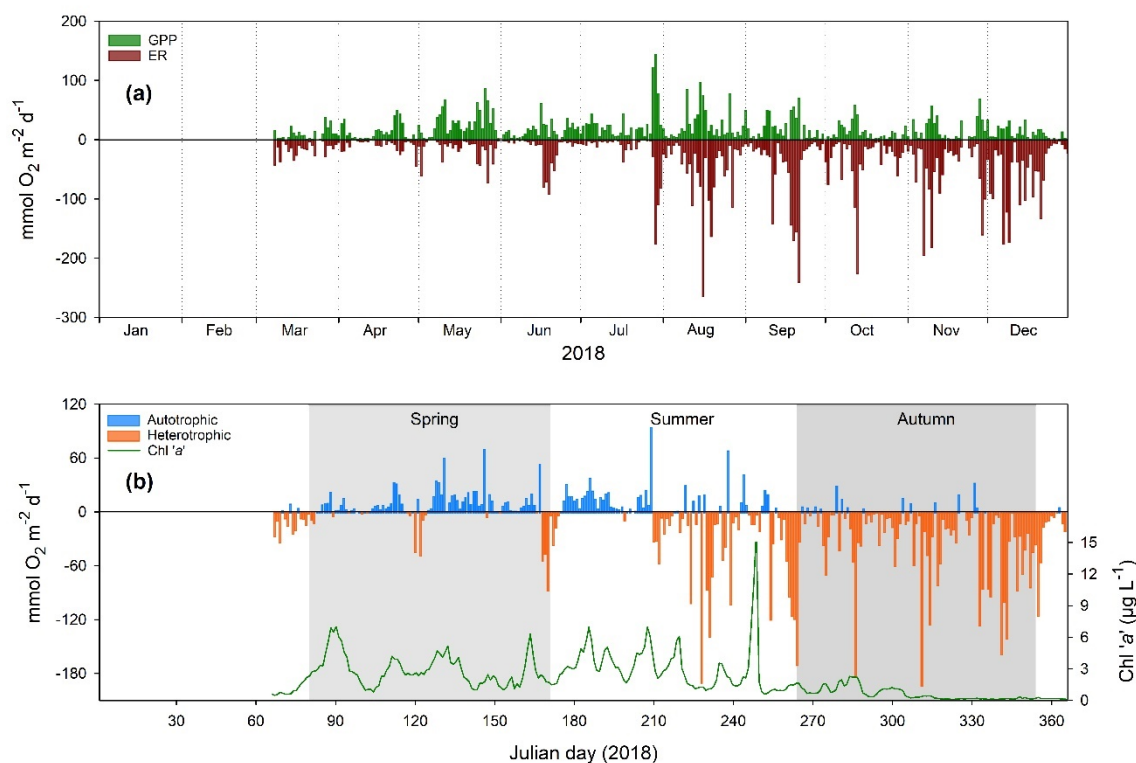 200
100
0
-100
-200
-300
mmol O₂ m⁻² d⁻¹
GPP
ER
(a)
Jan Feb Mar Apr May Jun Jul Aug Sep Oct Nov Dec
2018
120
60
0
-60
-120
-180
mmol O₂ m⁻² d⁻¹
Autotrophic
Heterotrophic
Chl 'a'
(b)
Spring Summer Autumn
15
12
9
6
3
0
Chl 'a' (µg L⁻¹)
30 60 90 120 150 180 210 240 270 300 330 360
Julian day (2018)